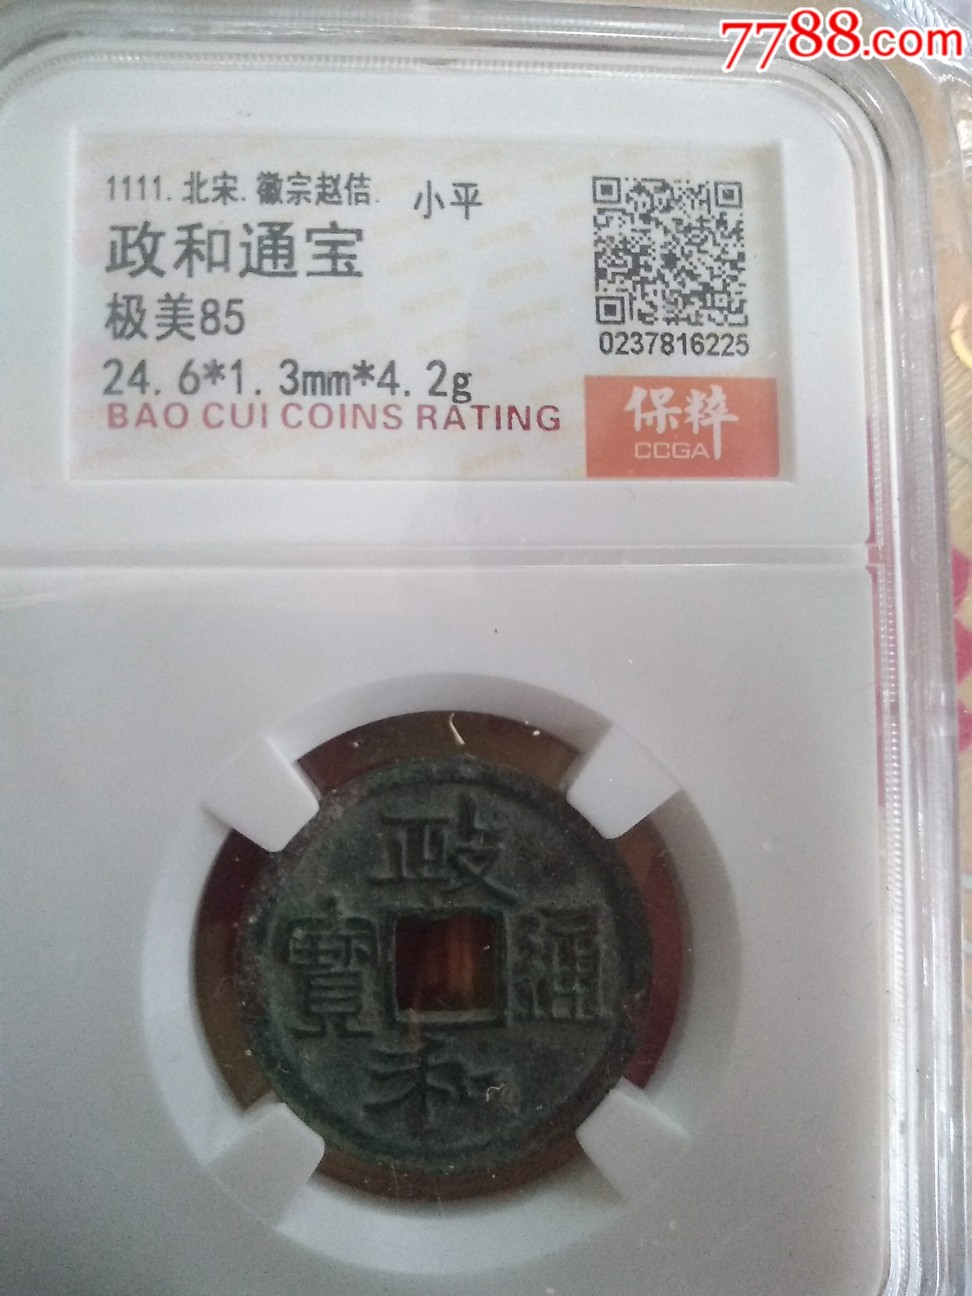 7788.com
1111.北宋.徽宗赵佶. 小平
政和通宝
极美85
24.6*1.3mm*4.2g
BAO CUI COINS RATING
0237816225
保粹
CCGA
政和通寳